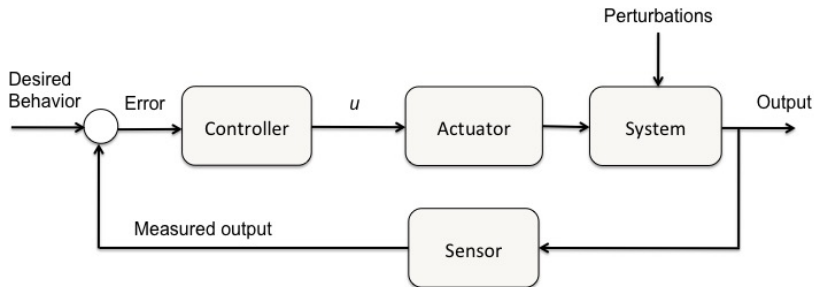 Perturbations
Desired
Behavior
Error
Controller
u
Actuator
System
Output
Measured output
Sensor